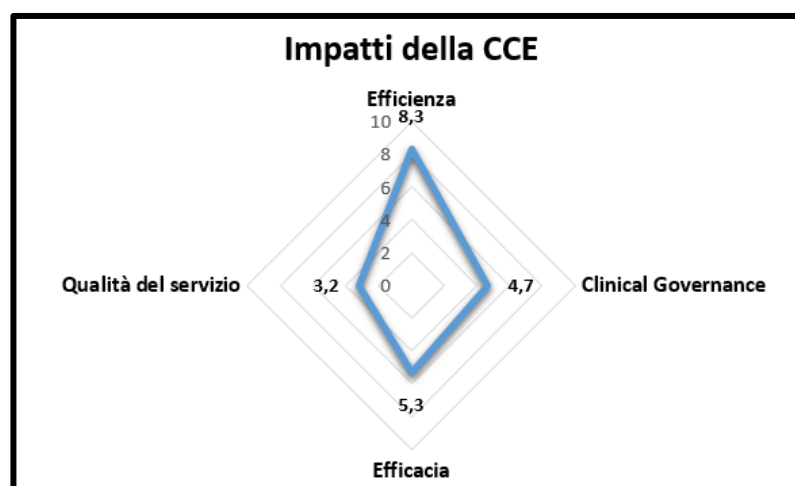 Impatti della CCE
Efficienza
8,3
10
8
6
4
2
0
Qualità del servizio
3,2
4,7
Clinical Governance
5,3
Efficacia